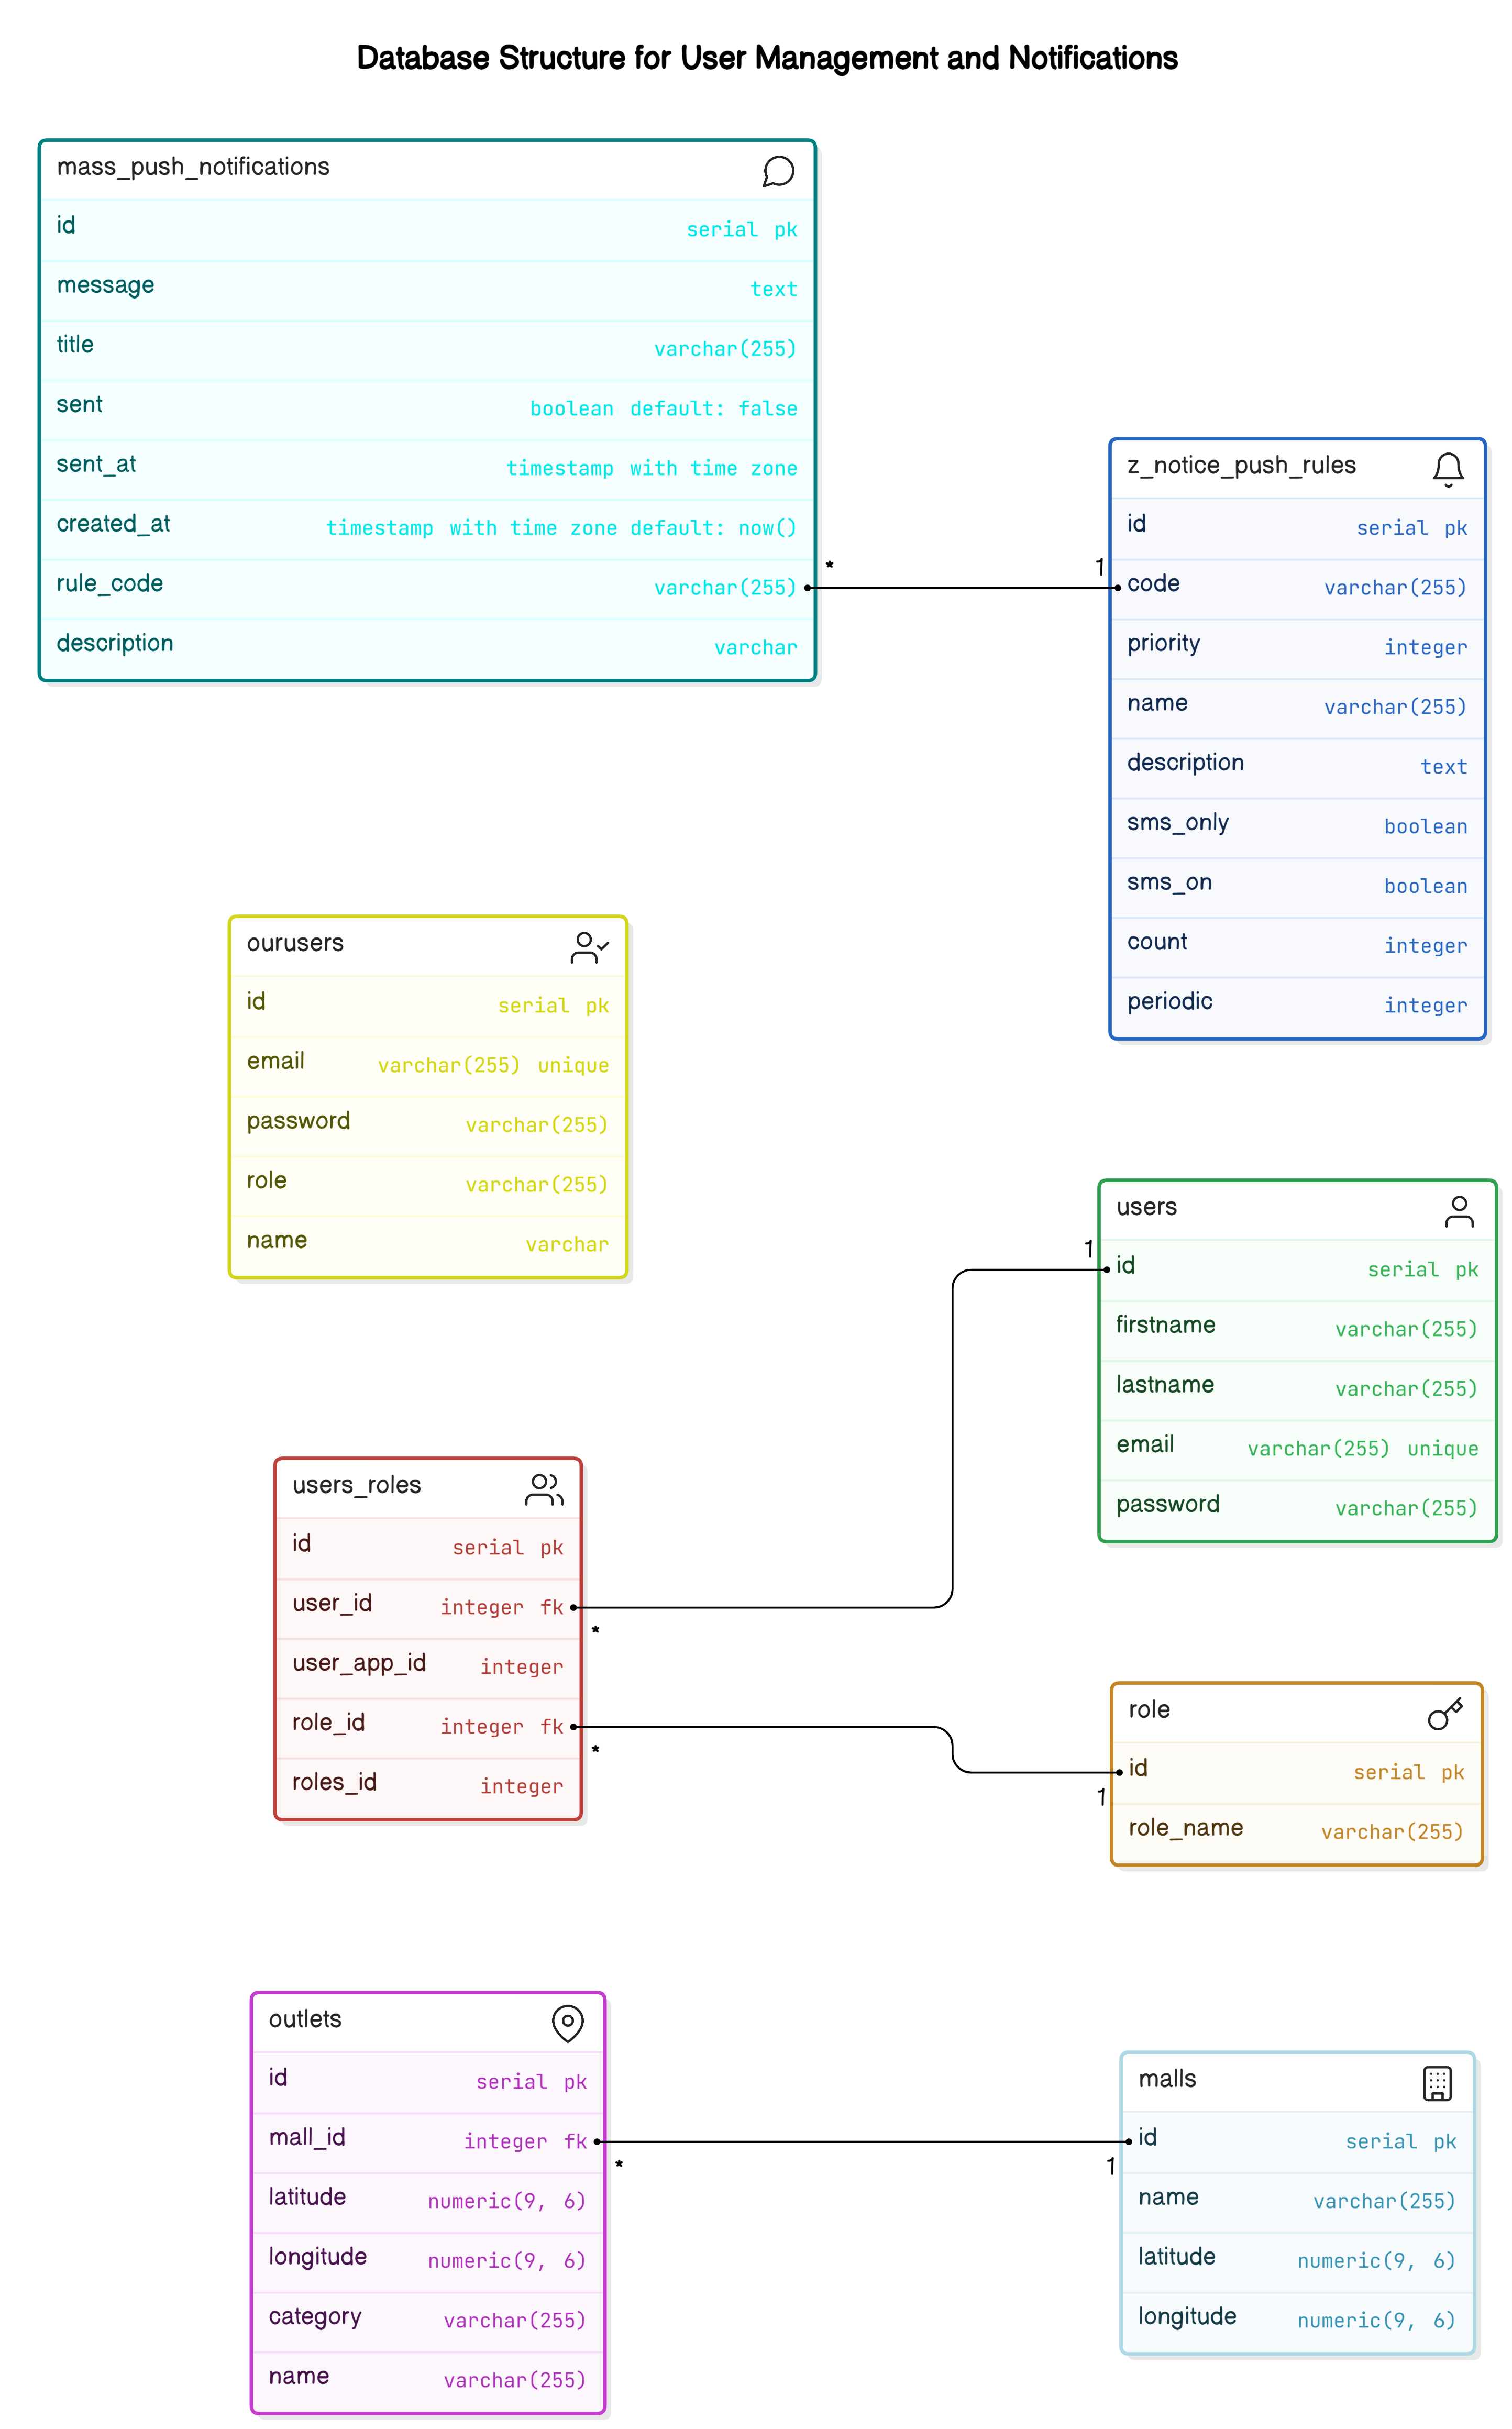 Database Structure for User Management and Notifications
mass_push_notifications
id serial pk
message text
title varchar(255)
sent boolean default: false
sent_at timestamp with time zone
created_at timestamp with time zone default: now()
rule_code varchar(255)
description varchar
*
1
z_notice_push_rules
id serial pk
code varchar(255)
priority integer
name varchar(255)
description text
sms_only boolean
sms_on boolean
count integer
periodic integer
ourusers
id serial pk
email varchar(255) unique
password varchar(255)
role varchar(255)
name varchar
users
1
id serial pk
firstname varchar(255)
lastname varchar(255)
email varchar(255) unique
password varchar(255)
users_roles
id serial pk
user_id integer fk
*
user_app_id integer
role_id integer fk
*
roles_id integer
role
id serial pk
1
role_name varchar(255)
outlets
id serial pk
mall_id integer fk
*
latitude numeric(9, 6)
longitude numeric(9, 6)
category varchar(255)
name varchar(255)
malls
id serial pk
1
name varchar(255)
latitude numeric(9, 6)
longitude numeric(9, 6)